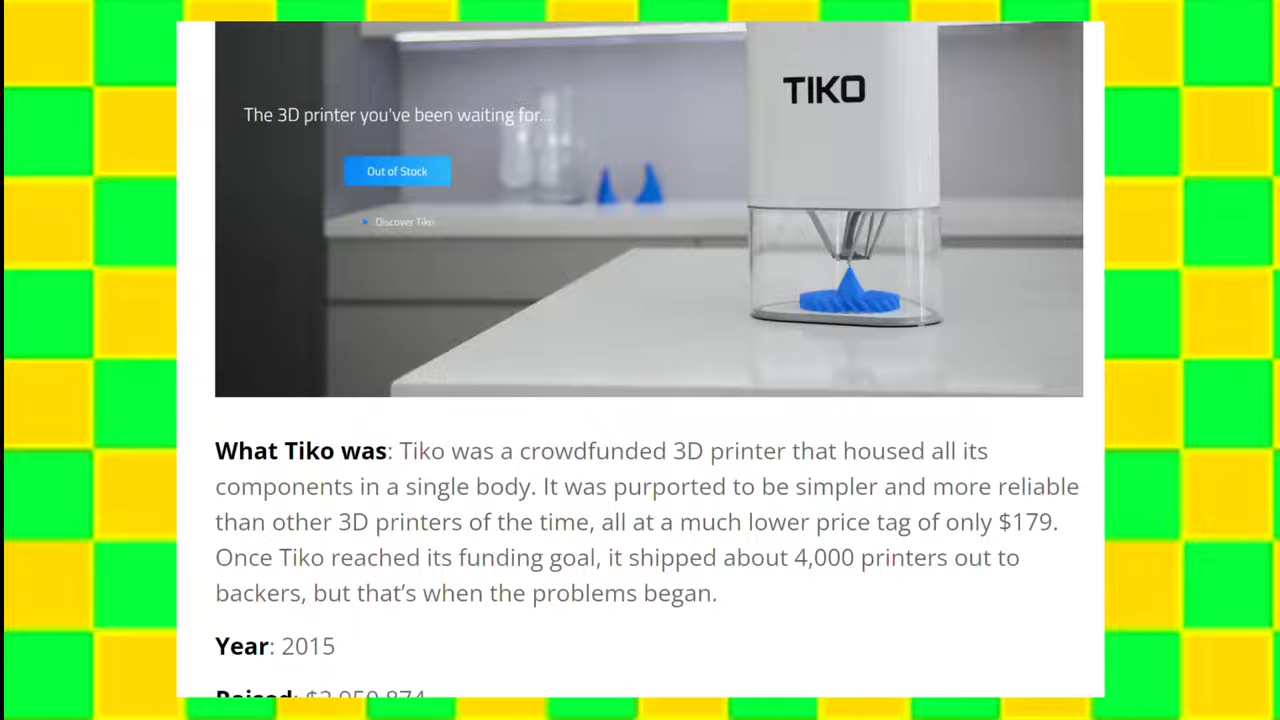 TIKO
The 3D printer you've been waiting for...
Out of Stock
Discover Tiko
What Tiko was: Tiko was a crowdfunded 3D printer that housed all its
components in a single body. It was purported to be simpler and more reliable
than other 3D printers of the time, all at a much lower price tag of only $179.
Once Tiko reached its funding goal, it shipped about 4,000 printers out to
backers, but that’s when the problems began.
Year: 2015
Raised: